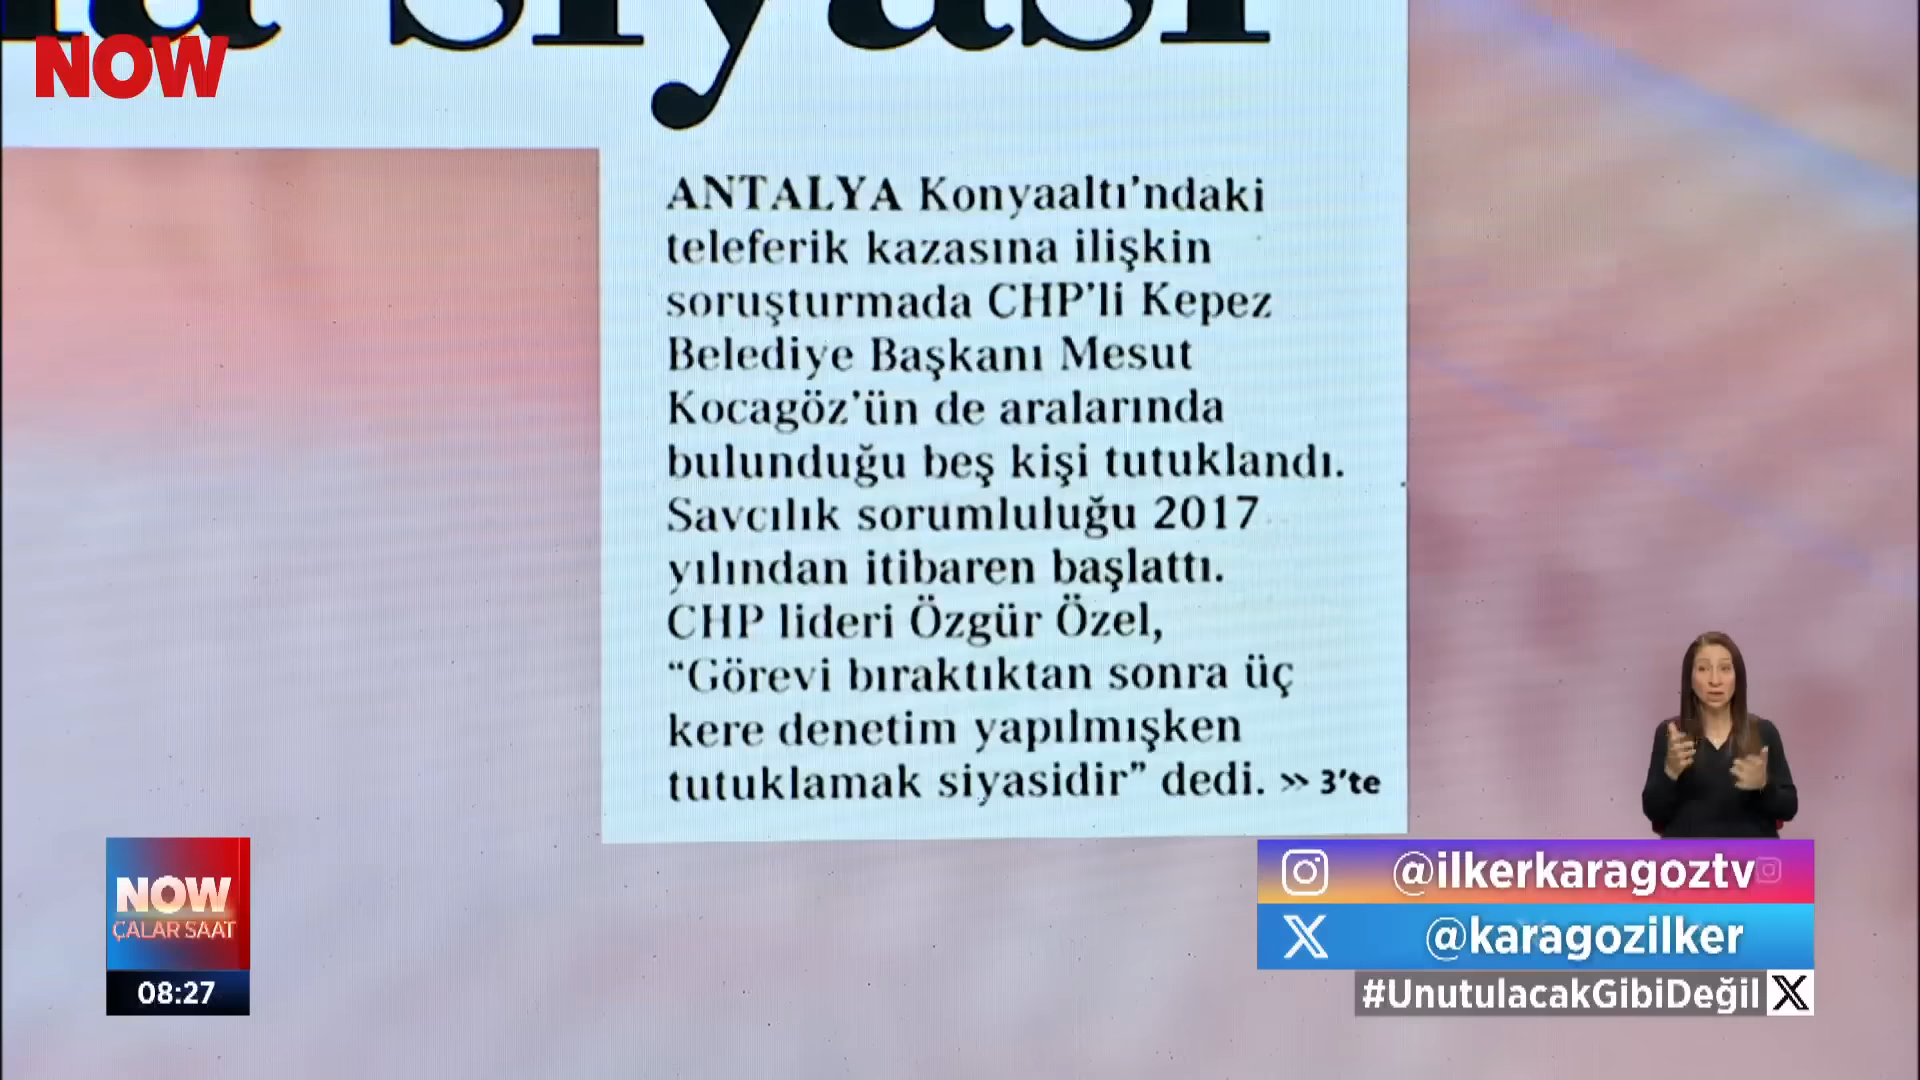 siyasi
NOW
ANTALYA Konyaaltı’ndaki
teleferik kazasına ilişkin
soruşturmada CHP’li Kepez
Belediye Başkanı Mesut
Kocagöz’ün de aralarında
bulunduğu beş kişi tutuklandı.
Savcılık sorumluluğu 2017
yılından itibaren başlattı.
CHP lideri Özgür Özel,
“Görevi bıraktıktan sonra üç
kere denetim yapılmışken
tutuklamak siyasidir” dedi. >> 3’te
@ilkerkaragoztv
@karagozilker
#UnutulacakGibiDeğil
NOW
ÇALAR SAAT
08:27